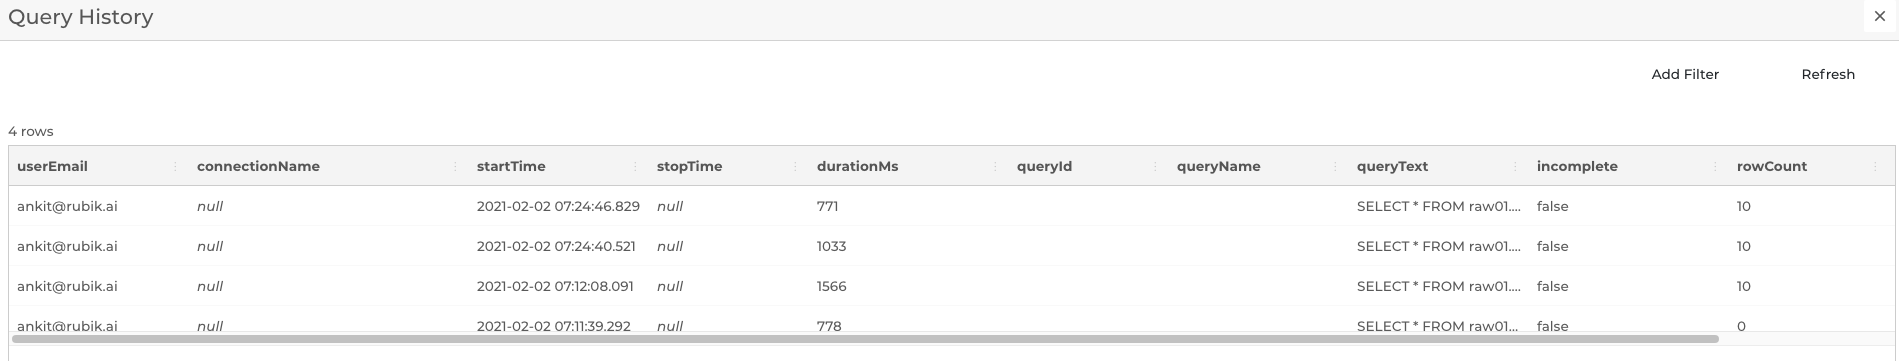 Query History
Add Filter Refresh
4 rows
userEmail connectionName startTime stopTime durationMs queryId queryName queryText incomplete rowCount
ankit@rubik.ai null 2021-02-02 07:24:46.829 null 771 SELECT * FROM raw01.... false 10
ankit@rubik.ai null 2021-02-02 07:24:40.521 null 1033 SELECT * FROM raw01.... false 10
ankit@rubik.ai null 2021-02-02 07:12:08.091 null 1566 SELECT * FROM raw01.... false 10
ankit@rubik.ai null 2021-02-02 07:11:39.292 null 778 SELECT * FROM raw01... false 0